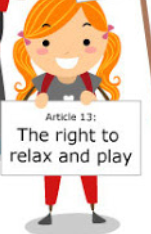 Article 13:
The right to
relax and play